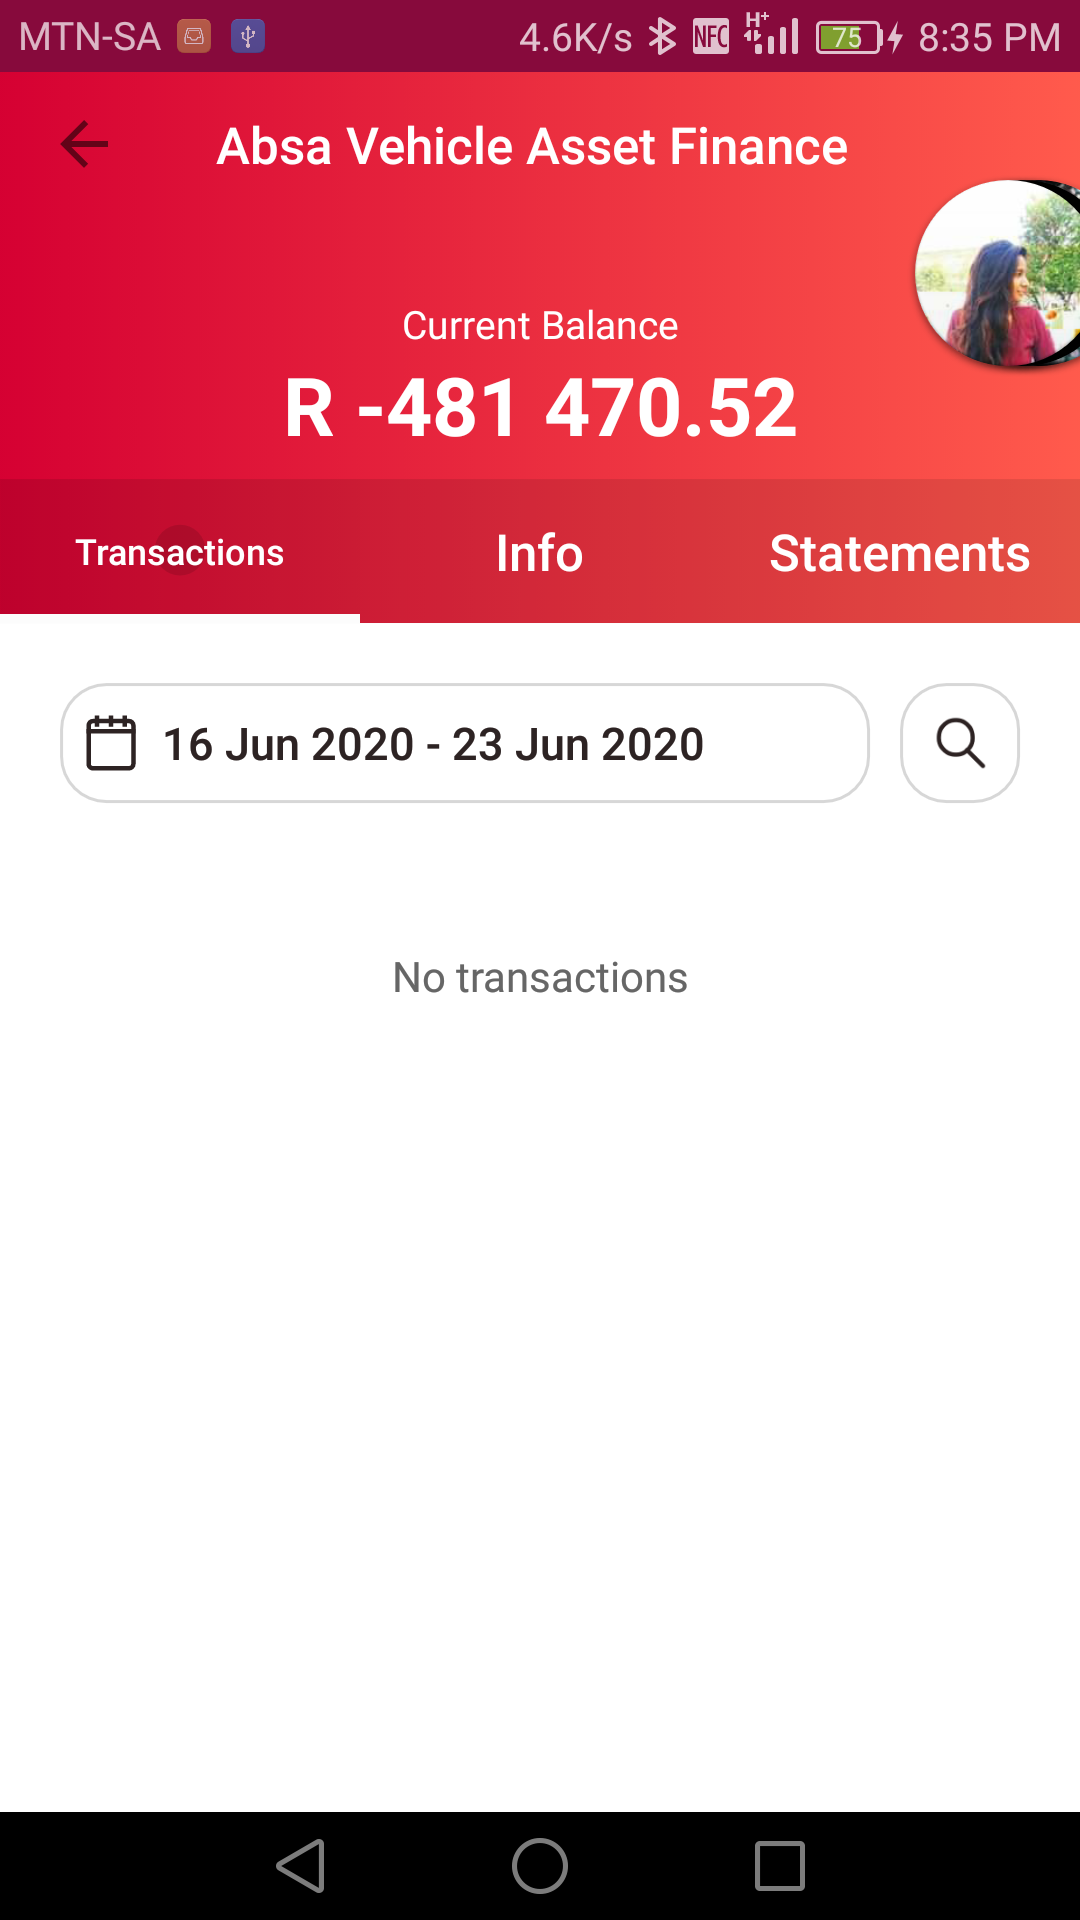 MTN-SA 4.6K/s NFC H+ 75 8:35 PM
Absa Vehicle Asset Finance
Current Balance
R -481 470.52
Transactions Info Statements
16 Jun 2020 - 23 Jun 2020
No transactions